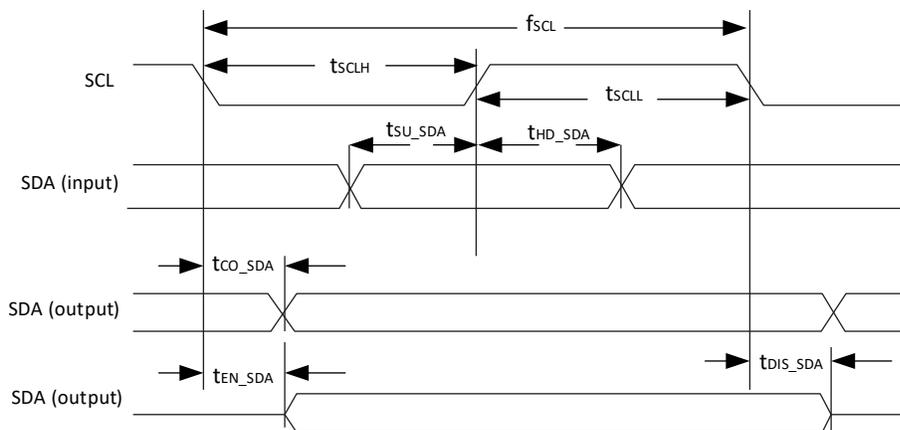 fSCL
SCL
tSCLH
tSCLL
tSU_SDA
tHD_SDA
SDA (input)
tCO_SDA
SDA (output)
tEN_SDA
tDIS_SDA
SDA (output)